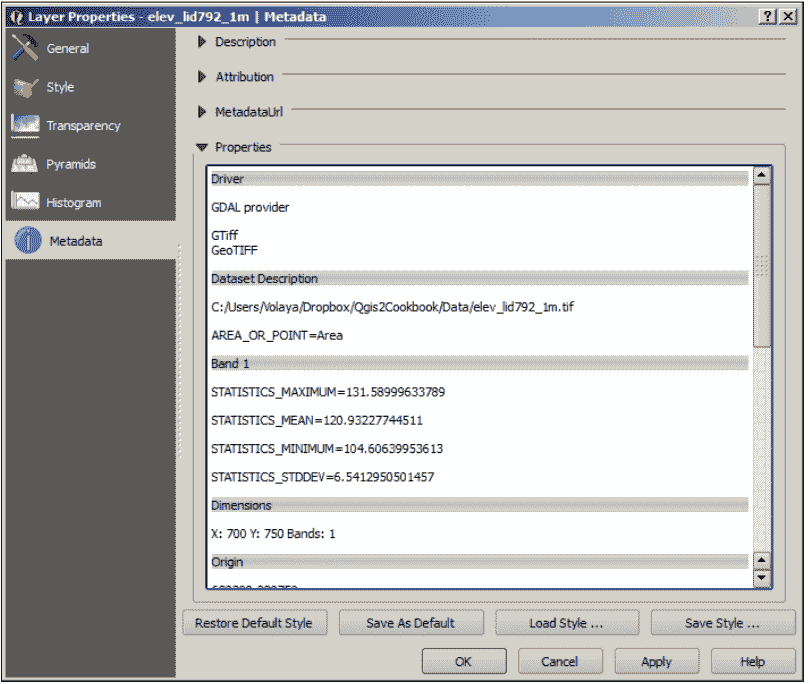 Layer Properties - elev_lid792_1m | Metadata
General
Style
Transparency
Pyramids
Histogram
Metadata
Description
Attribution
MetadataUrl
Properties
Driver
GDAL provider
GTiff
GeoTIFF
Dataset Description
C:/Users/Volaya/Dropbox/Qgis2Cookbook/Data/elev_lid792_1m.tif
AREA_OR_POINT=Area
Band 1
STATISTICS_MAXIMUM=131.58999633789
STATISTICS_MEAN=120.93227744511
STATISTICS_MINIMUM=104.60639953613
STATISTICS_STDDEV=6.5412950501457
Dimensions
X: 700 Y: 750 Bands: 1
Origin
Restore Default Style
Save As Default
Load Style ...
Save Style ...
OK
Cancel
Apply
Help